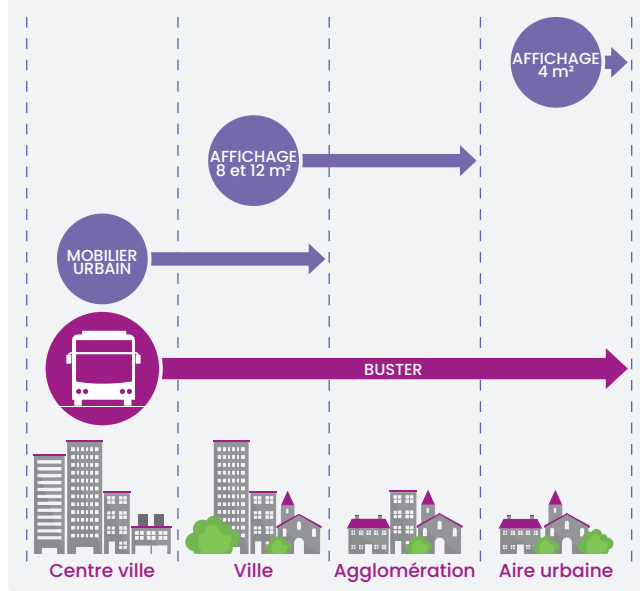 AFFICHAGE
4 m²
AFFICHAGE
8 et 12 m²
MOBILIER
URBAIN
BUSTER
Centre ville
Ville
Agglomération
Aire urbaine